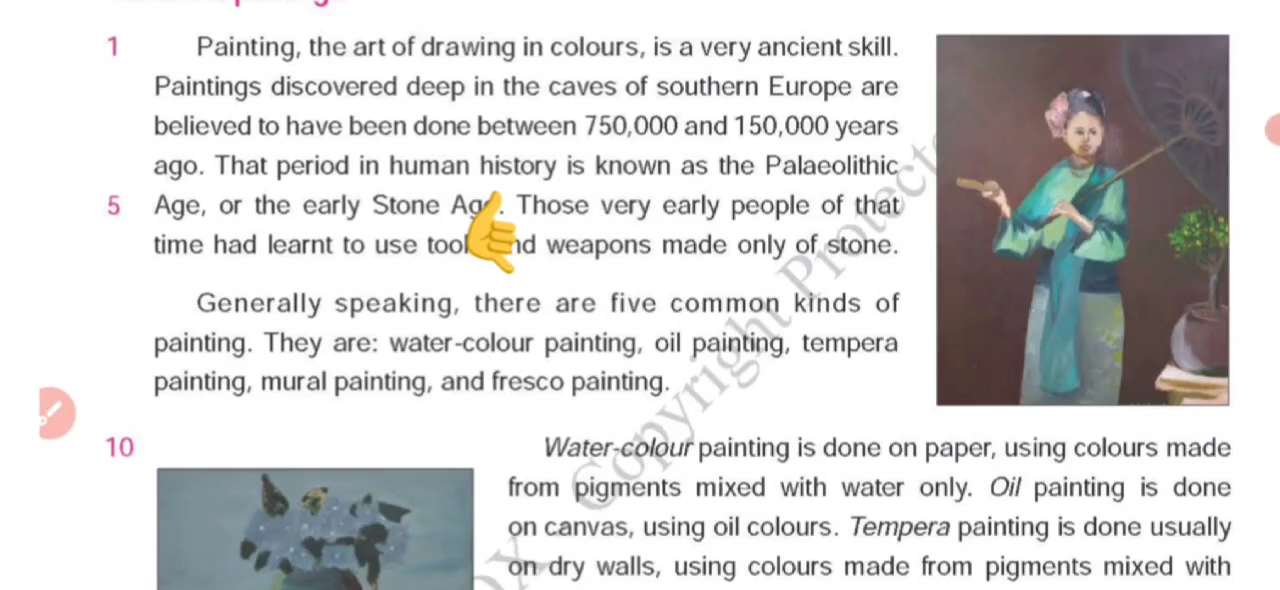 1 Painting, the art of drawing in colours, is a very ancient skill.
Paintings discovered deep in the caves of southern Europe are
believed to have been done between 750,000 and 150,000 years
ago. That period in human history is known as the Palaeolithic
5 Age, or the early Stone Age. Those very early people of that
time had learnt to use weapons made only of stone.
Generally speaking, there are five common kinds of
painting. They are: water-colour painting, oil painting, tempera
painting, mural painting, and fresco painting.
10 Water-colour painting is done on paper, using colours made
from pigments mixed with water only. Oil painting is done
on canvas, using oil colours. Tempera painting is done usually
on dry walls, using colours made from pigments mixed with
Copyright